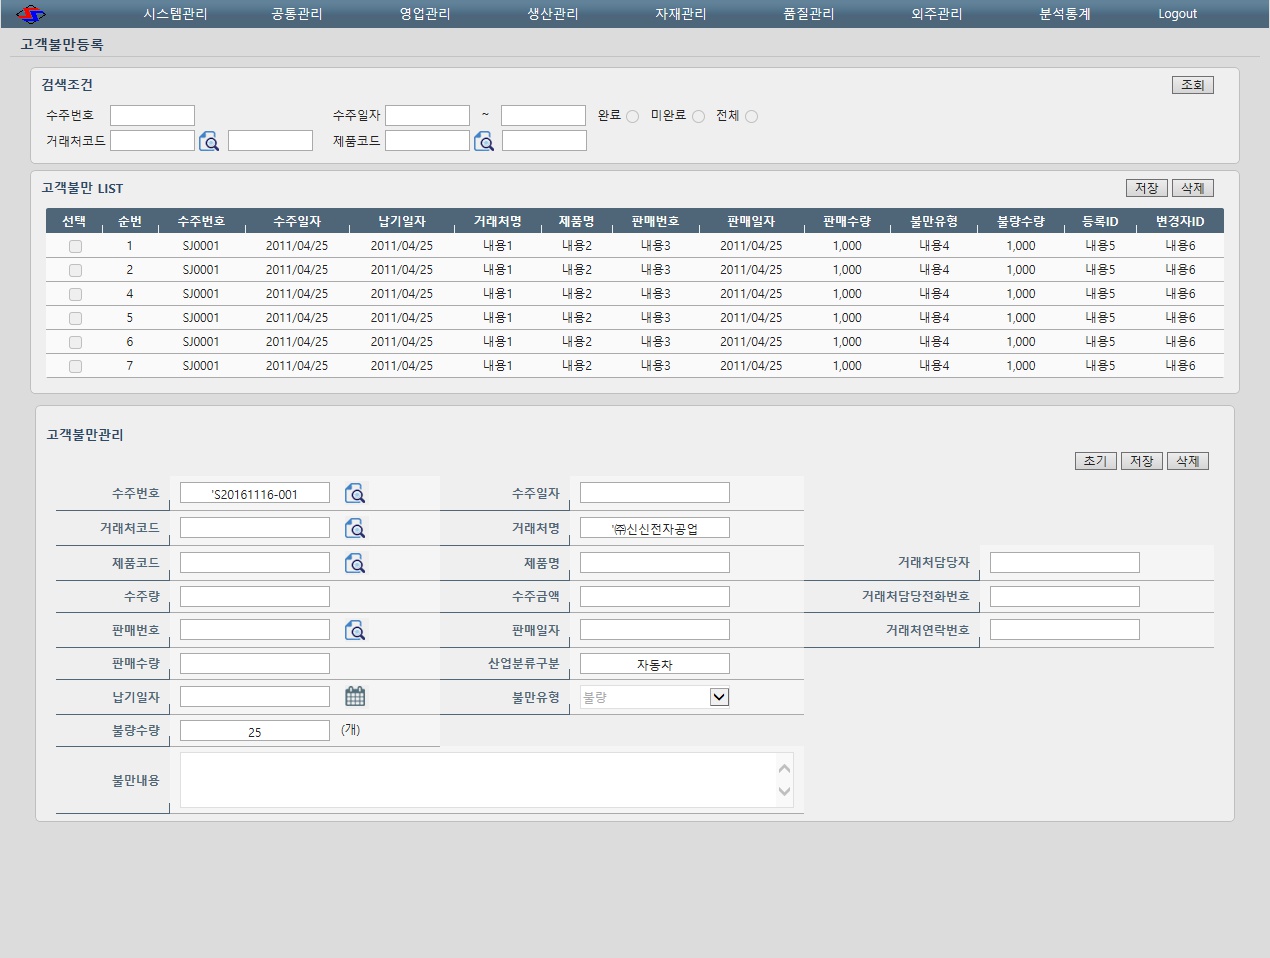 시스템관리 공통관리 영업관리 생산관리 자재관리 품질관리 외주관리 분석통계 Logout
고객불만등록
검색조건 조회
수주번호 수주일자 ~ 완료 미완료 전체
거래처코드 제품코드
고객불만 LIST 저장 삭제
선택 순번 수주번호 수주일자 납기일자 거래처명 제품명 판매번호 판매일자 판매수량 불만유형 불량수량 등록ID 변경자ID
1 SJ0001 2011/04/25 2011/04/25 내용1 내용2 내용3 2011/04/25 1,000 내용4 1,000 내용5 내용6
2 SJ0001 2011/04/25 2011/04/25 내용1 내용2 내용3 2011/04/25 1,000 내용4 1,000 내용5 내용6
4 SJ0001 2011/04/25 2011/04/25 내용1 내용2 내용3 2011/04/25 1,000 내용4 1,000 내용5 내용6
5 SJ0001 2011/04/25 2011/04/25 내용1 내용2 내용3 2011/04/25 1,000 내용4 1,000 내용5 내용6
6 SJ0001 2011/04/25 2011/04/25 내용1 내용2 내용3 2011/04/25 1,000 내용4 1,000 내용5 내용6
7 SJ0001 2011/04/25 2011/04/25 내용1 내용2 내용3 2011/04/25 1,000 내용4 1,000 내용5 내용6
고객불만관리
초기 저장 삭제
수주번호 'S20161116-001 수주일자
거래처코드 거래처명 '㈜신신전자공업
제품코드 제품명 거래처담당자
수주량 수주금액 거래처담당전화번호
판매번호 판매일자 거래처연락번호
판매수량 산업분류구분 자동차
납기일자 불만유형 불량
불량수량 25 (개)
불만내용